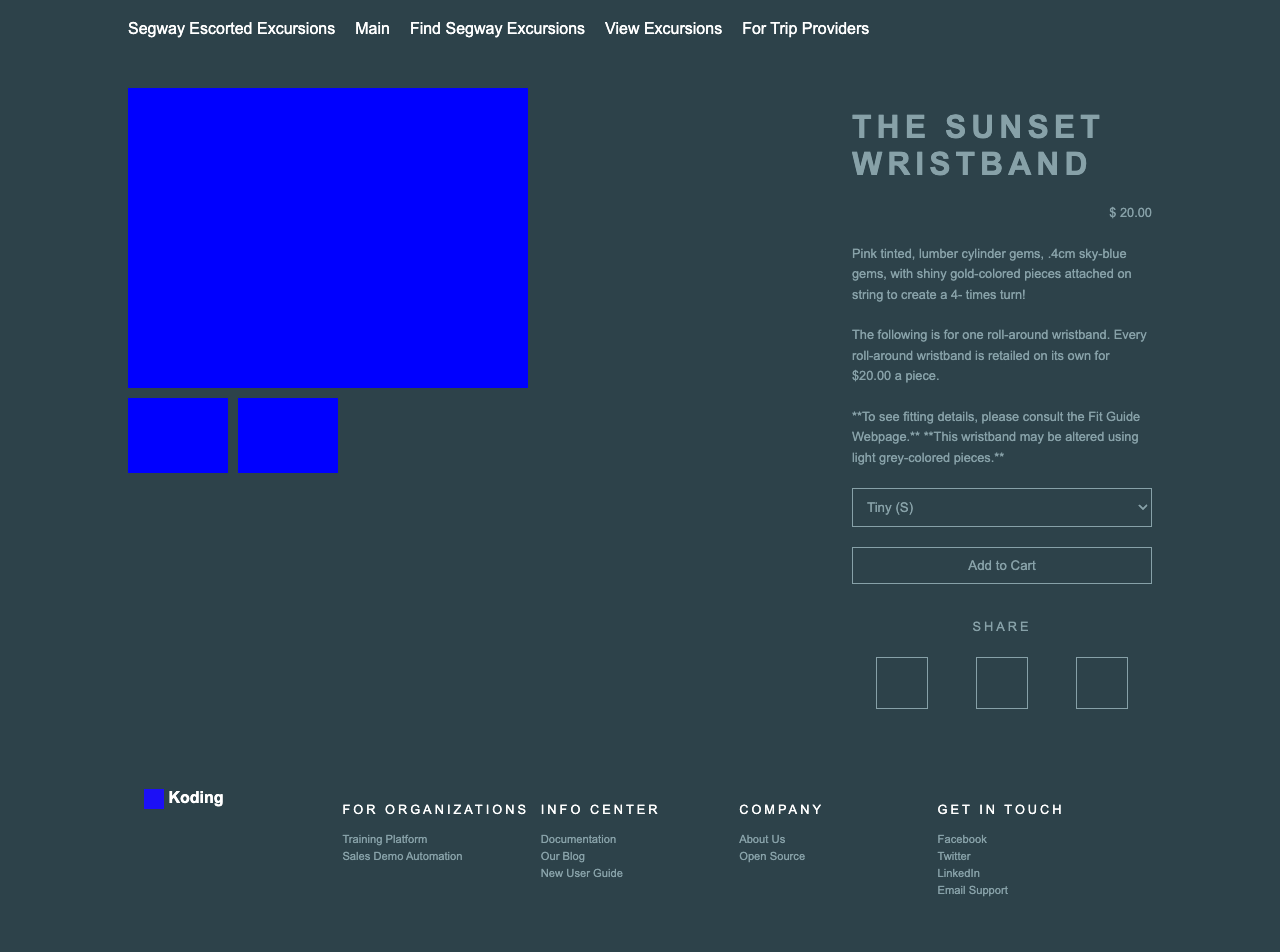 Segway Escorted Excursions Main Find Segway Excursions View Excursions For Trip Providers
THE SUNSET
WRISTBAND
$ 20.00
Pink tinted, lumber cylinder gems, .4cm sky-blue
gems, with shiny gold-colored pieces attached on
string to create a 4- times turn!
The following is for one roll-around wristband. Every
roll-around wristband is retailed on its own for
$20.00 a piece.
**To see fitting details, please consult the Fit Guide
Webpage.** **This wristband may be altered using
light grey-colored pieces.**
Tiny (S)
Add to Cart
SHARE
Koding
FOR ORGANIZATIONS
Training Platform
Sales Demo Automation
INFO CENTER
Documentation
Our Blog
New User Guide
COMPANY
About Us
Open Source
GET IN TOUCH
Facebook
Twitter
LinkedIn
Email Support